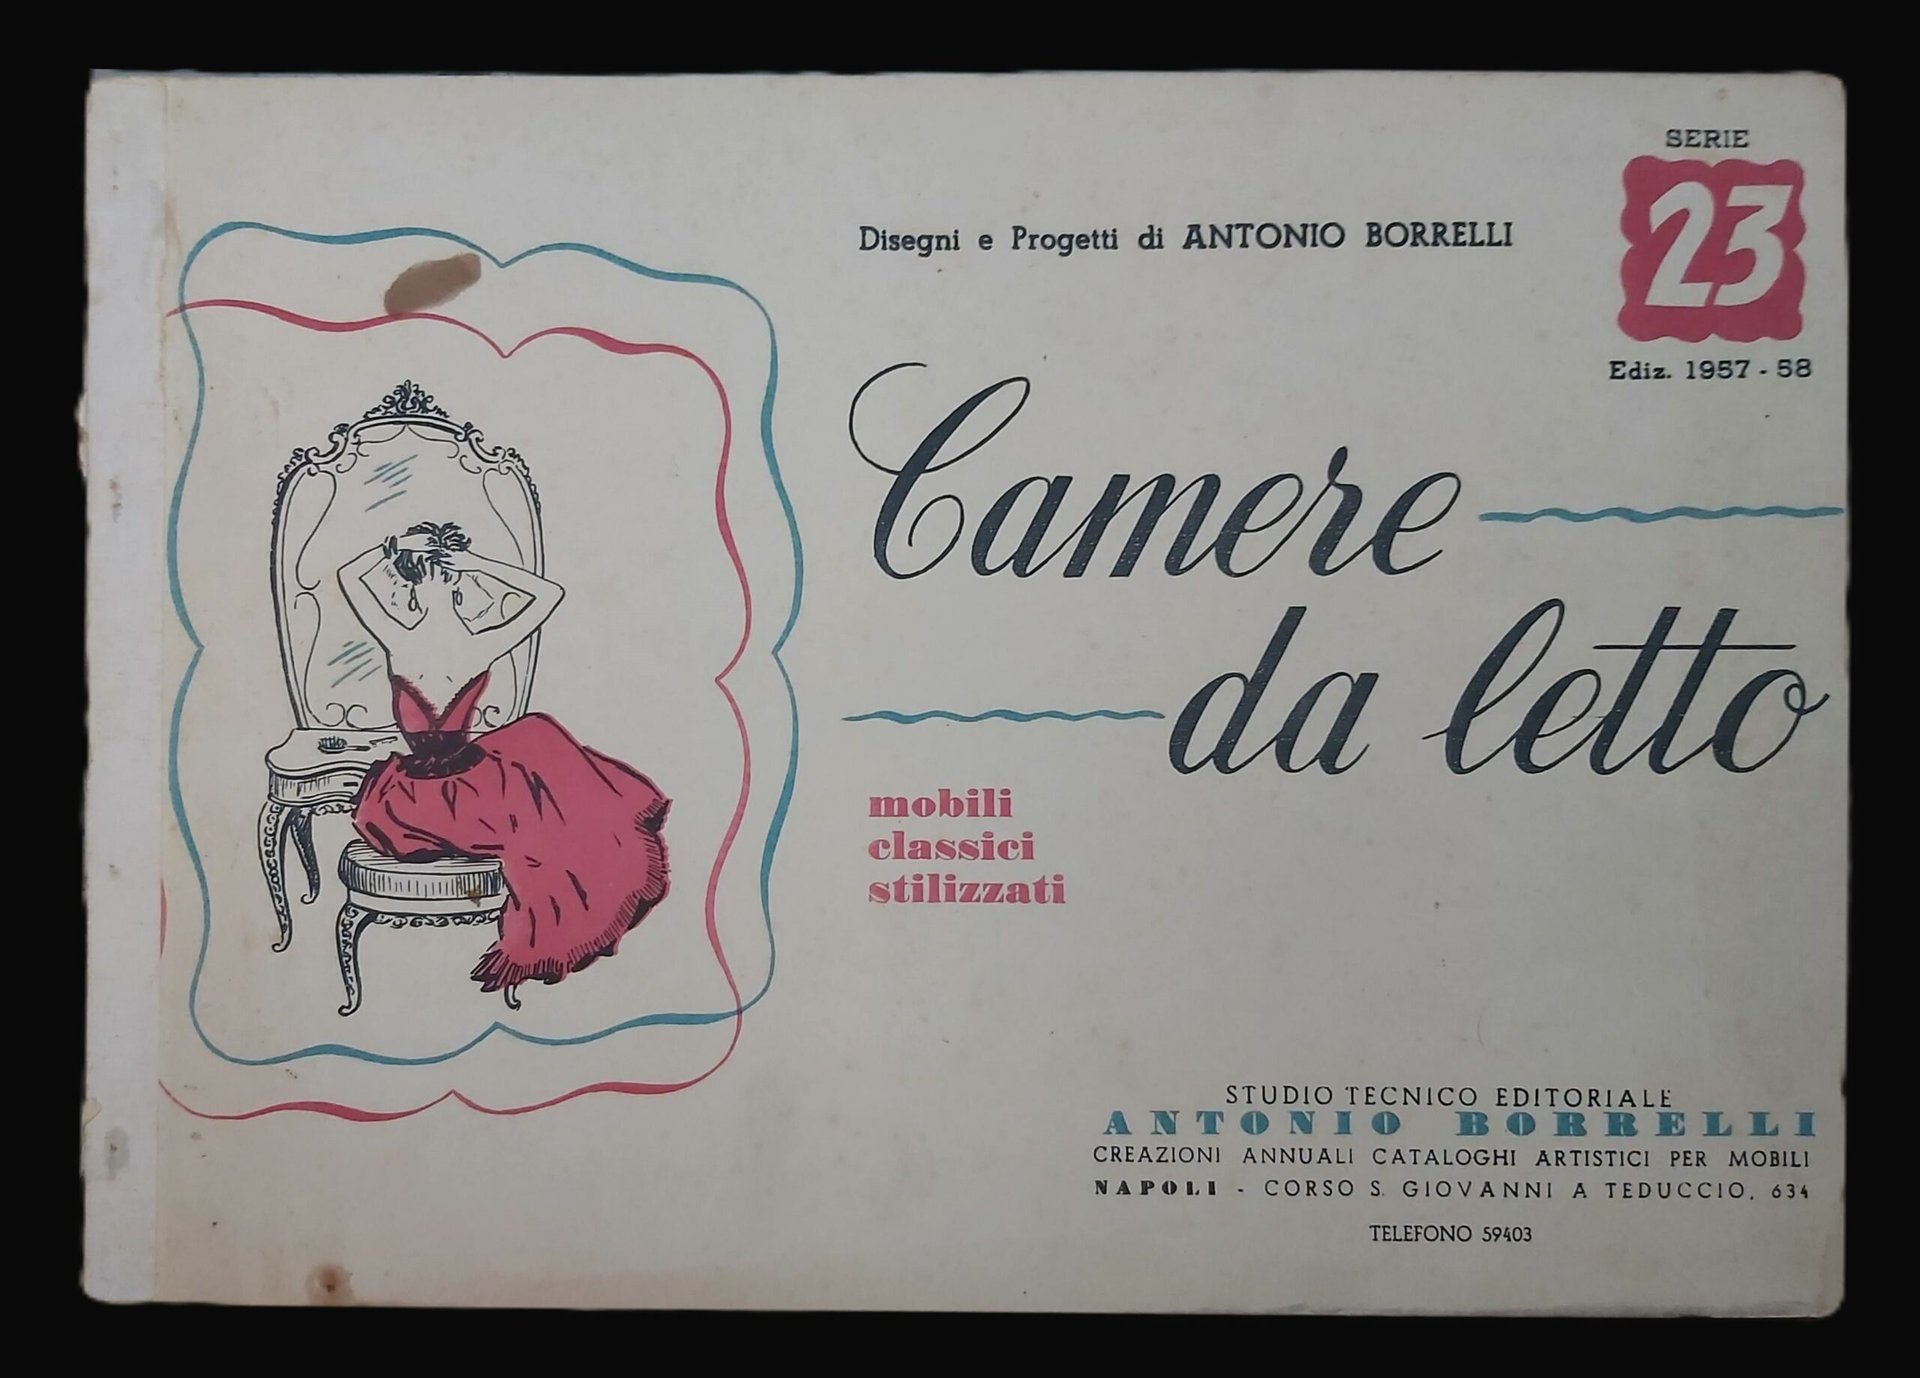 SERIE
23
Ediz. 1957 - 58
Disegni e Progetti di ANTONIO BORRELLI
Camere
da letto
mobili
classici
stilizzati
STUDIO TECNICO EDITORIALE
ANTONIO BORRELLI
CREAZIONI ANNUALI CATALOGHI ARTISTICI PER MOBILI
NAPOLI - CORSO S. GIOVANNI A TEDUCCIO, 634
TELEFONO 59403